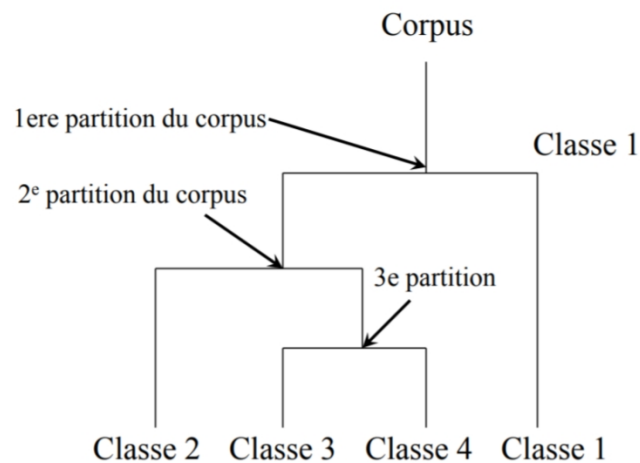 Corpus
1ere partition du corpus
Classe 1
2e partition du corpus
3e partition
Classe 2 Classe 3 Classe 4 Classe 1